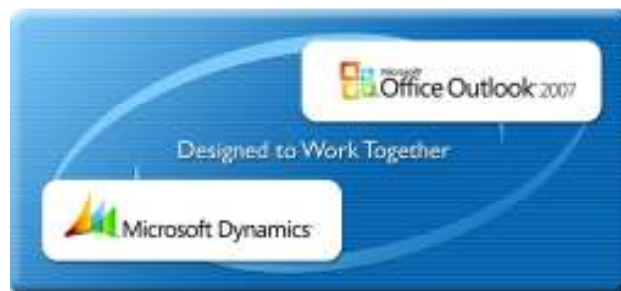 Microsoft
Office Outlook 2007
Designed to Work Together
Microsoft Dynamics